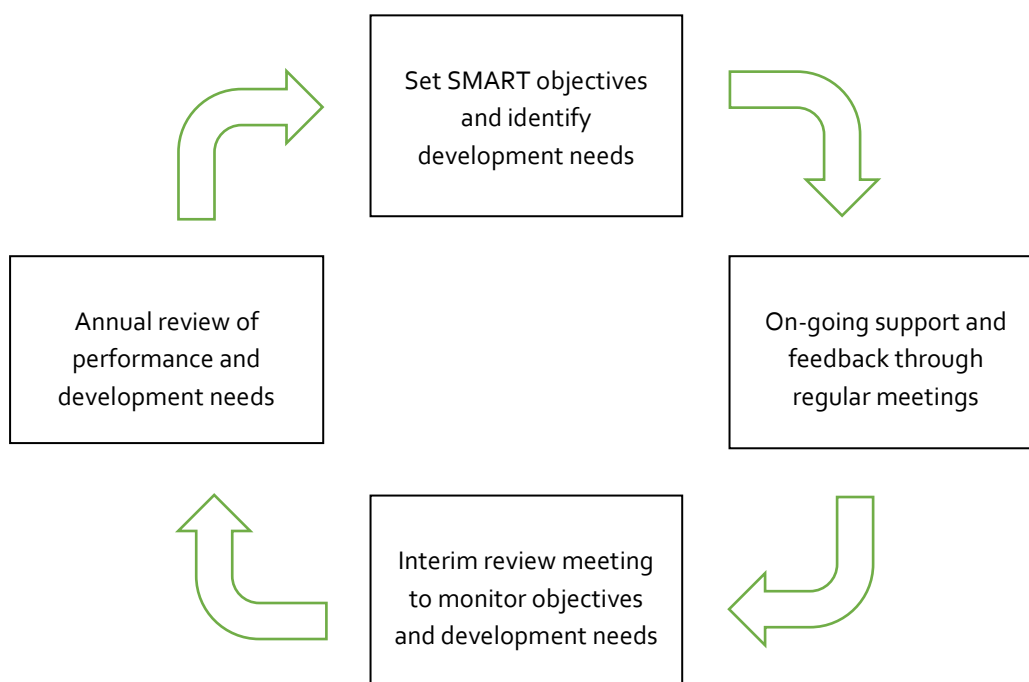 Set SMART objectives
and identify
development needs
On-going support and
feedback through
regular meetings
Interim review meeting
to monitor objectives
and development needs
Annual review of
performance and
development needs